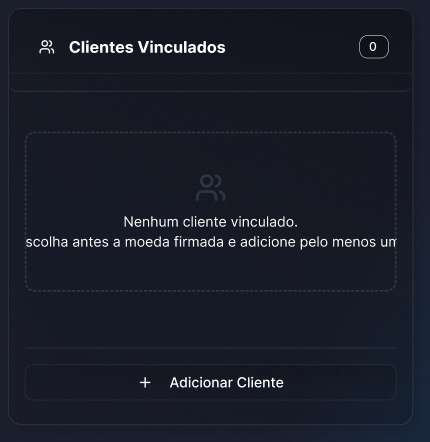 Clientes Vinculados
0
Nenhum cliente vinculado.
scolha antes a moeda firmada e adicione pelo menos um
+ Adicionar Cliente